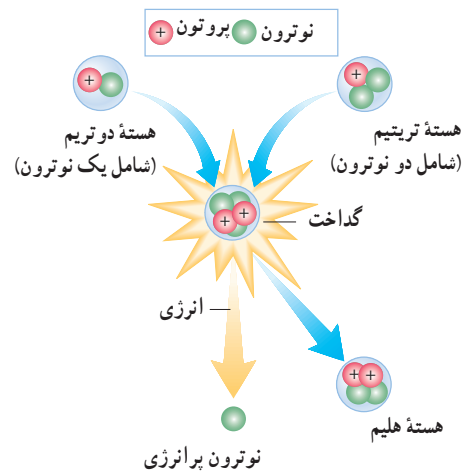 نوترون
پروتون
هستهٔ تریتیم
(شامل دو نوترون)
هستهٔ دوتریم
(شامل یک نوترون)
گداخت
انرژی
هستهٔ هلیم
نوترون پرانرژی
+
+
+
+
+
+
+